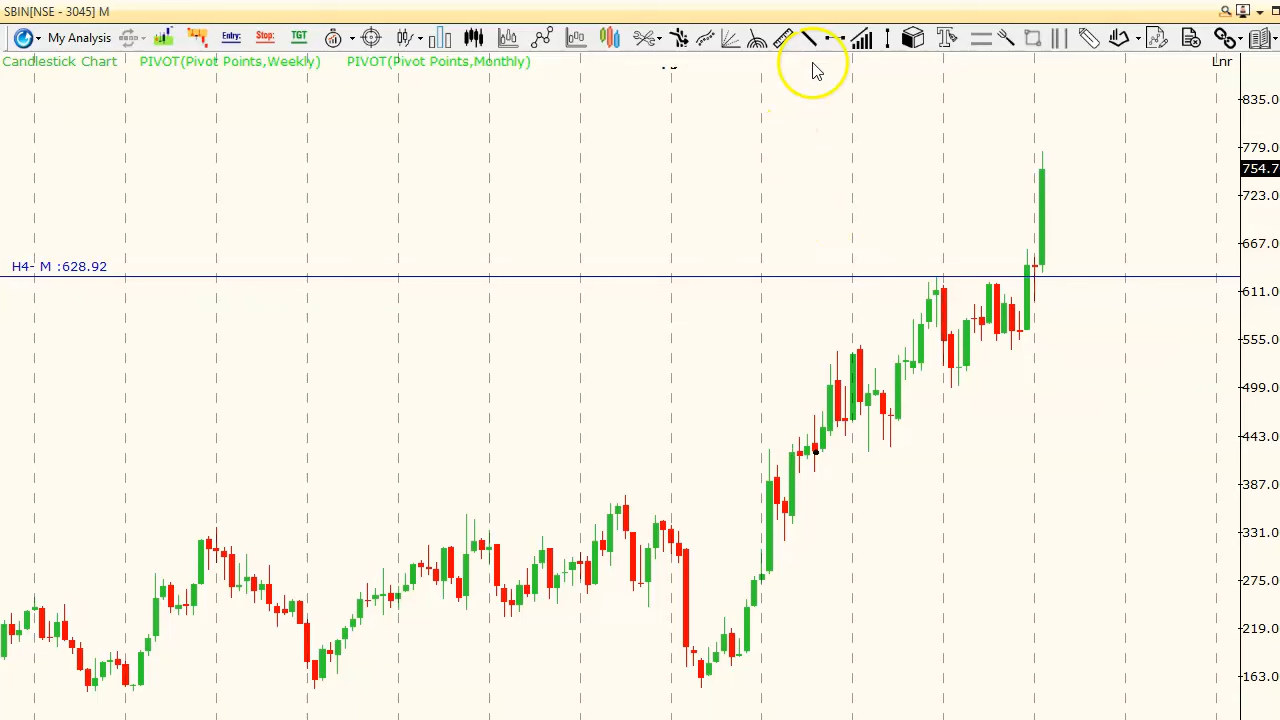 SBIN[NSE - 3045] M
My Analysis
Entry:
Stop:
TGT
Candlestick Chart PIVOT(Pivot Points,Weekly) PIVOT(Pivot Points,Monthly)
Lnr
835.0
779.0
754.7
723.0
667.0
H4- M :628.92
611.0
555.0
499.0
443.0
387.0
331.0
275.0
219.0
163.0